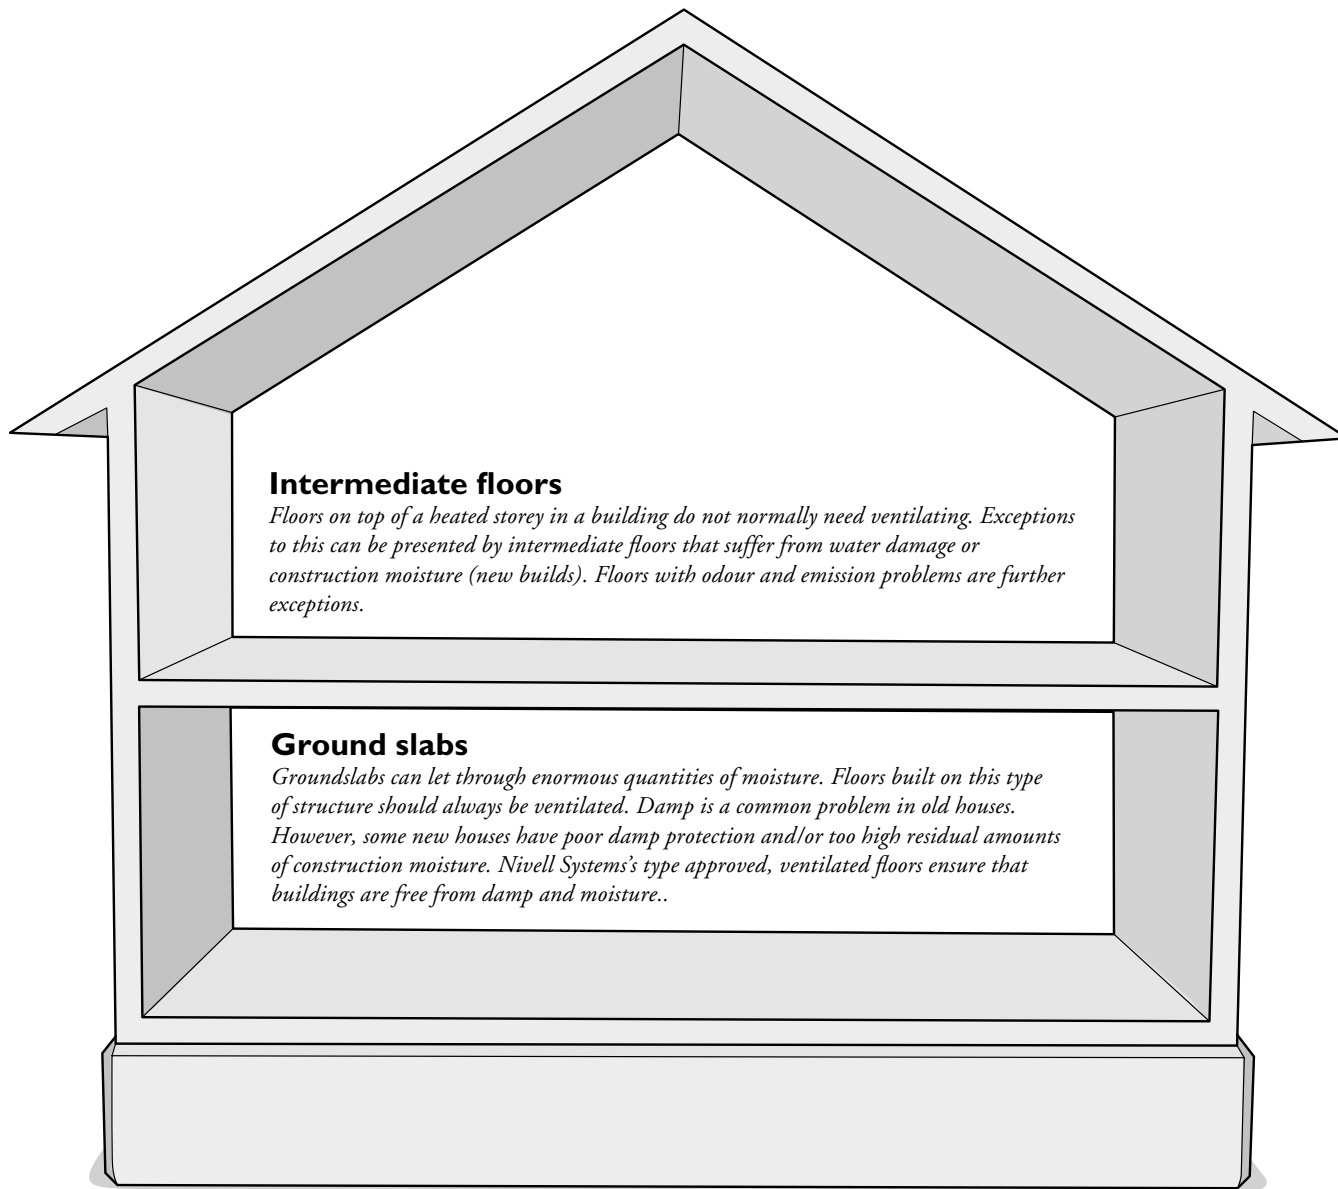 Intermediate floors
Floors on top of a heated storey in a building do not normally need ventilating. Exceptions
to this can be presented by intermediate floors that suffer from water damage or
construction moisture (new builds). Floors with odour and emission problems are further
exceptions.
Ground slabs
Groundslabs can let through enormous quantities of moisture. Floors built on this type
of structure should always be ventilated. Damp is a common problem in old houses.
However, some new houses have poor damp protection and/or too high residual amounts
of construction moisture. Nivell Systems's type approved, ventilated floors ensure that
buildings are free from damp and moisture..